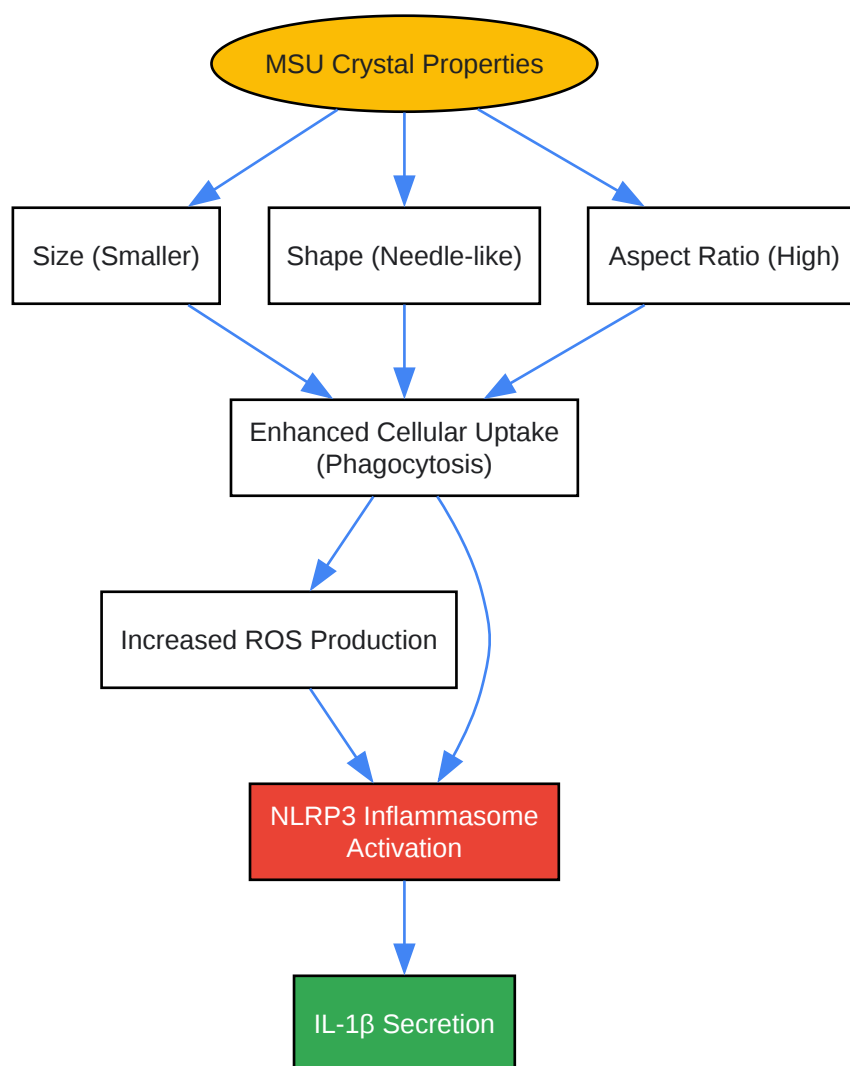 MSU Crystal Properties
Size (Smaller)
Shape (Needle-like)
Aspect Ratio (High)
Enhanced Cellular Uptake
(Phagocytosis)
Increased ROS Production
NLRP3 Inflammasome
Activation
IL-1β Secretion